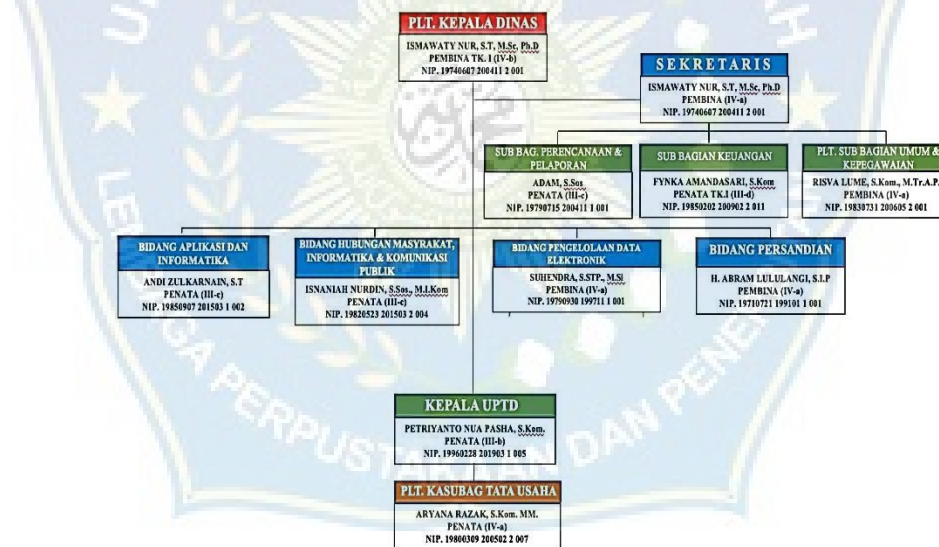 PLT. KEPALA DINAS
ISMAWATY NUR, S.T, M.Sc, Ph.D
PEMBINA TK. I (IV-b)
NIP. 19740607 200411 2 001
SEKRETARIS
ISMAWATY NUR, S.T, M.Sc, Ph.D
PEMBINA (IV-a)
NIP. 19740607 200411 2 001
SUB BAG. PERENCANAAN &
PELAPORAN
ADAM, S.Sos
PENATA (III-c)
NIP. 19790715 200411 1 001
SUB BAGIAN KEUANGAN
FYNKA AMANDASARI, S.Kom
PENATA TK.I (III-d)
NIP. 19850202 200902 2 011
PLT. SUB BAGIAN UMUM &
KEPEGAWAIAN
RISVA LUME, S.Kom., M.Tr.A.P.
PEMBINA (IV-a)
NIP. 19830731 200605 2 001
BIDANG APLIKASI DAN
INFORMATIKA
ANDI ZULKARNAIN, S.T
PENATA (III-c)
NIP. 19850907 201503 1 002
BIDANG HUBUNGAN MASYRAKAT,
INFORMATIKA & KOMUNIKASI
PUBLIK
ISNANIAH NURDIN, S.Sos., M.I.Kom
PENATA (III-c)
NIP. 19820523 201503 2 004
BIDANG PENGELOLAAN DATA
ELEKTRONIK
SUHENDRA, S.STP., M.Si
PEMBINA (IV-a)
NIP. 19790930 199711 1 001
BIDANG PERSANDIAN
H. ABRAM LULULANGI, S.I.P
PEMBINA (IV-a)
NIP. 19710721 199101 1 001
KEPALA UPTD
PETRIYANTO NUA PASHA, S.Kom.
PENATA (III-b)
NIP. 19960228 201903 1 005
PLT. KASUBAG TATA USAHA
ARYANA RAZAK, S.Kom. MM.
PENATA (IV-a)
NIP. 19800309 200502 2 007